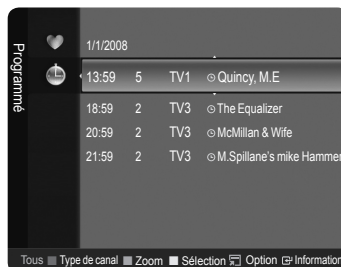 Programmé
1/1/2008
13:59 5 TV1 Quincy, M.E
18:59 2 TV3 The Equalizer
20:59 2 TV3 McMillan & Wife
21:59 2 TV3 M.Spillane's mike Hammer
Tous Type de canal Zoom Sélection Option Information